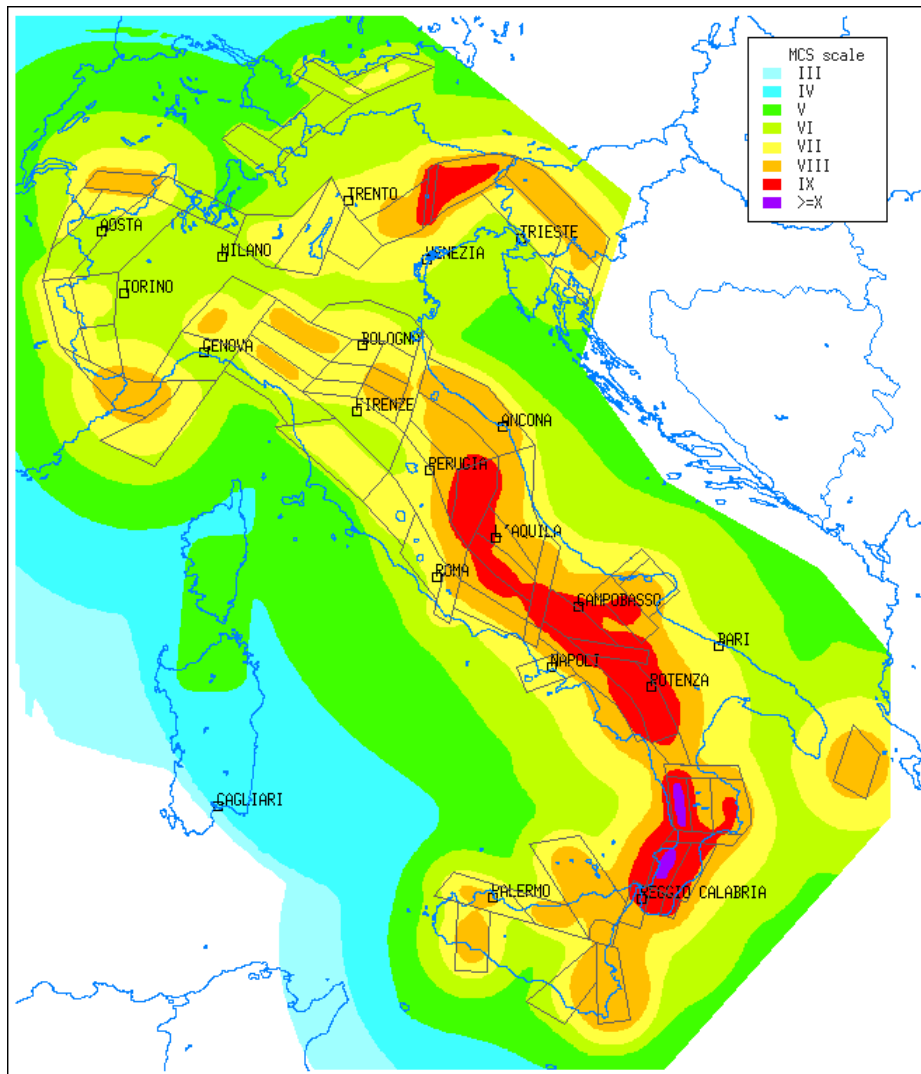 MCS scale
III
IV
V
VI
VII
VIII
IX
>=X
TRENTO
AOSTA
TRIESTE
MILANO
VENEZIA
TORINO
GENOVA
BOLOGNA
FIRENZE
ANCONA
PERUGIA
L'AQUILA
ROMA
CAMPOBASSO
BARI
NAPOLI
POTENZA
CAGLIARI
PALERMO
REGGIO CALABRIA